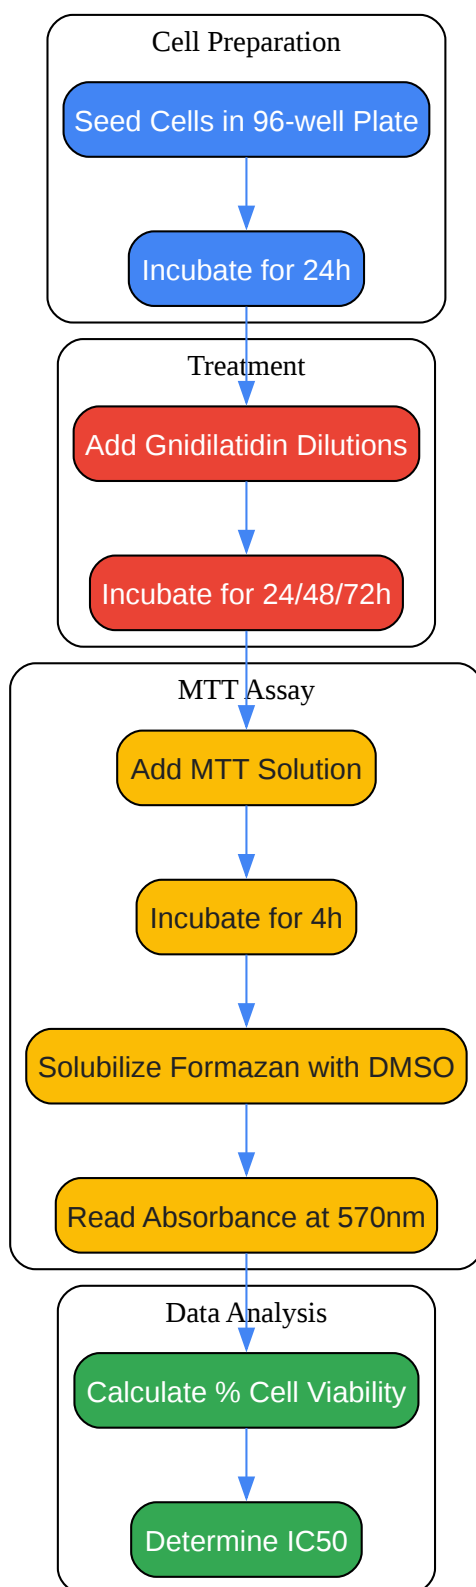 Cell Preparation
Seed Cells in 96-well Plate
Incubate for 24h
Treatment
Add Gnidilatidin Dilutions
Incubate for 24/48/72h
MTT Assay
Add MTT Solution
Incubate for 4h
Solubilize Formazan with DMSO
Read Absorbance at 570nm
Data Analysis
Calculate % Cell Viability
Determine IC50